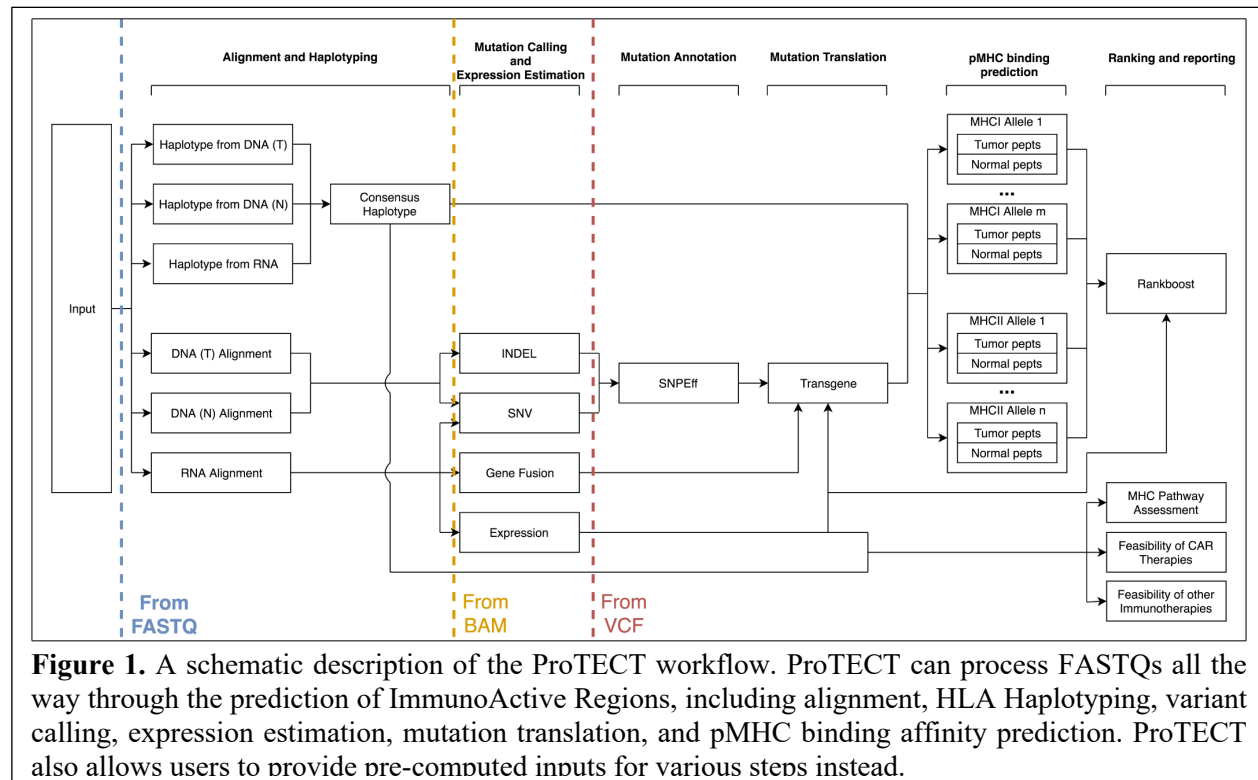 Alignment and Haplotyping
Mutation Calling
and
Expression Estimation
Mutation Annotation
Mutation Translation
pMHC binding
prediction
Ranking and reporting
Input
Haplotype from DNA (T)
Haplotype from DNA (N)
Haplotype from RNA
Consensus
Haplotype
DNA (T) Alignment
DNA (N) Alignment
RNA Alignment
INDEL
SNV
Gene Fusion
Expression
SNPEff
Transgene
MHCI Allele 1
Tumor pepts
Normal pepts
...
MHCI Allele m
Tumor pepts
Normal pepts
MHCII Allele 1
Tumor pepts
Normal pepts
...
MHCII Allele n
Tumor pepts
Normal pepts
Rankboost
MHC Pathway
Assessment
Feasibility of CAR
Therapies
Feasibility of other
Immunotherapies
From
FASTQ
From
BAM
From
VCF
Figure 1. A schematic description of the ProTECT workflow. ProTECT can process FASTQs all the
way through the prediction of ImmunoActive Regions, including alignment, HLA Haplotyping, variant
calling, expression estimation, mutation translation, and pMHC binding affinity prediction. ProTECT
also allows users to provide pre-computed inputs for various steps instead.